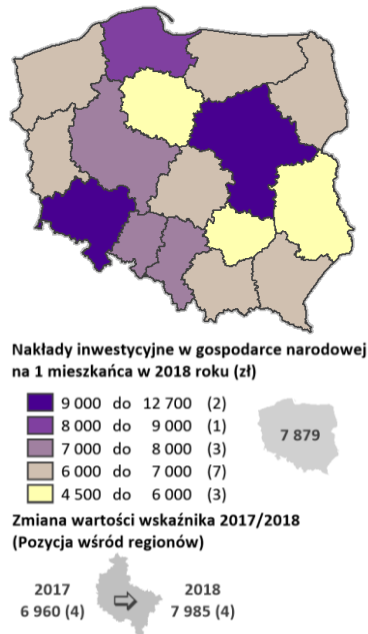 Nakłady inwestycyjne w gospodarce narodowej
na 1 mieszkańca w 2018 roku (zł)
9 000 do 12 700 (2)
8 000 do 9 000 (1)
7 000 do 8 000 (3)
6 000 do 7 000 (7)
4 500 do 6 000 (3)
7 879
Zmiana wartości wskaźnika 2017/2018
(Pozycja wśród regionów)
2017 2018
6 960 (4) 7 985 (4)